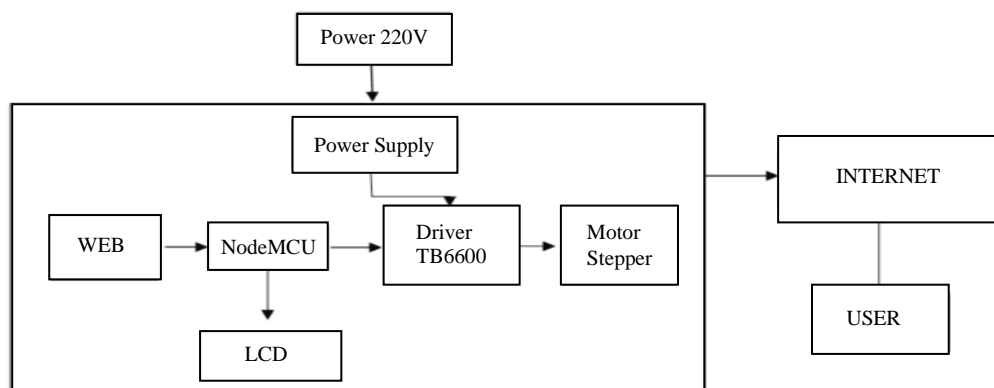 Power 220V
Power Supply
INTERNET
WEB
NodeMCU
Driver
TB6600
Motor
Stepper
USER
LCD